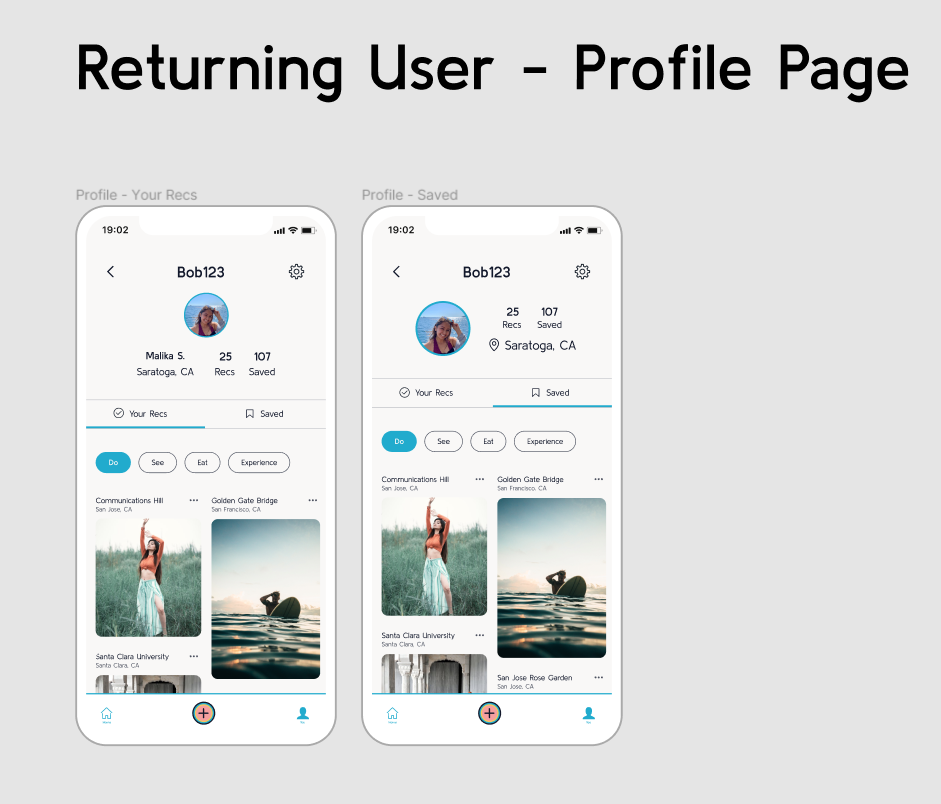 Returning User - Profile Page
Profile - Your Recs
19:02
Bob123
Malika S.
Saratoga, CA
25
Recs
107
Saved
Your Recs
Saved
Do
See
Eat
Experience
Communications Hill
San Jose, CA
Golden Gate Bridge
San Francisco, CA
Santa Clara University
Santa Clara, CA
Profile - Saved
19:02
Bob123
25
Recs
107
Saved
Saratoga, CA
Your Recs
Saved
Do
See
Eat
Experience
Communications Hill
San Jose, CA
Golden Gate Bridge
San Francisco, CA
Santa Clara University
Santa Clara, CA
San Jose Rose Garden
San Jose, CA